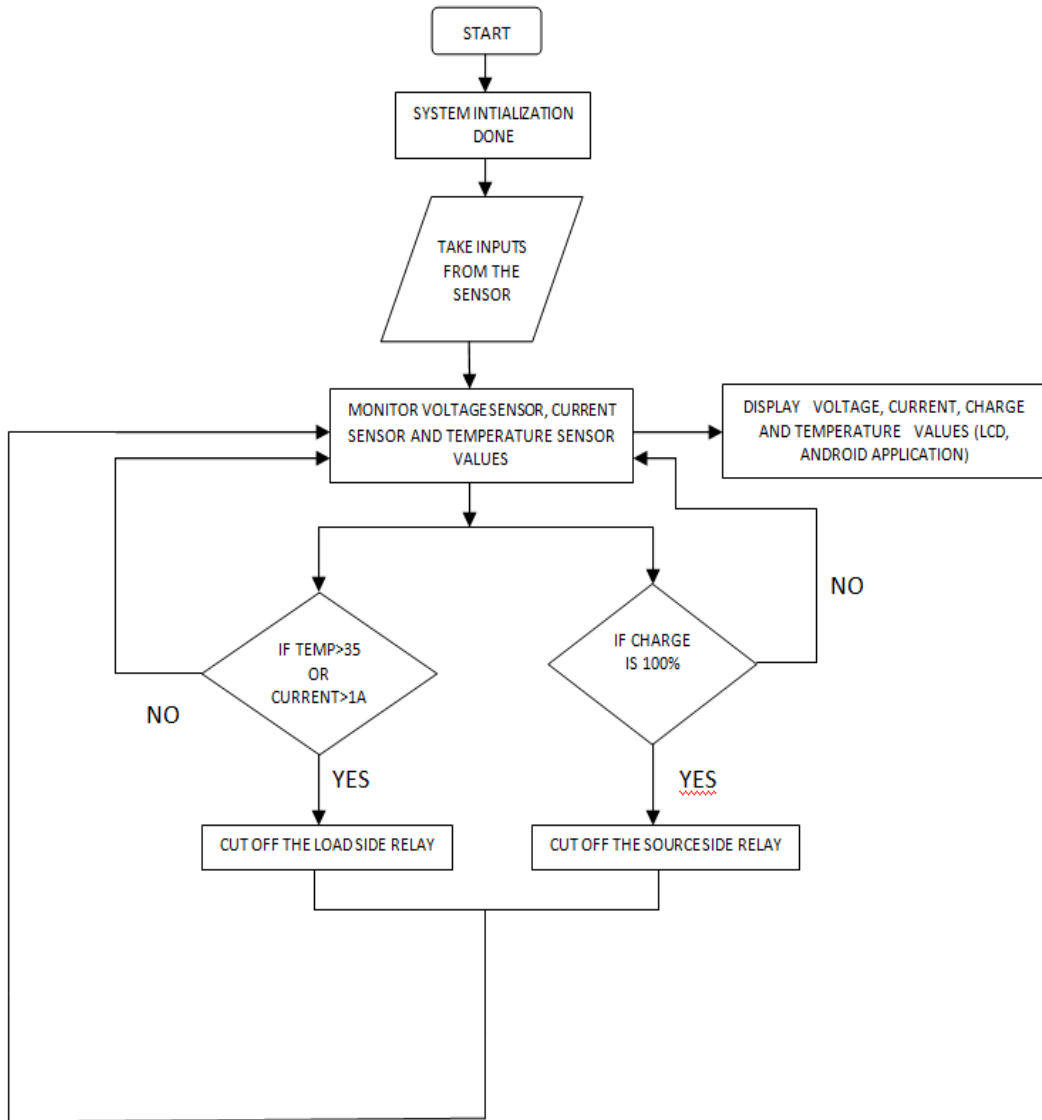 START
SYSTEM INTIALIZATION
DONE
TAKE INPUTS
FROM THE
SENSOR
MONITOR VOLTAGE SENSOR, CURRENT
SENSOR AND TEMPERATURE SENSOR
VALUES
DISPLAY VOLTAGE, CURRENT, CHARGE
AND TEMPERATURE VALUES (LCD,
ANDROID APPLICATION)
IF TEMP>35
OR
CURRENT>1A
NO
YES
IF CHARGE
IS 100%
NO
YES
CUT OFF THE LOAD SIDE RELAY
CUT OFF THE SOURCE SIDE RELAY